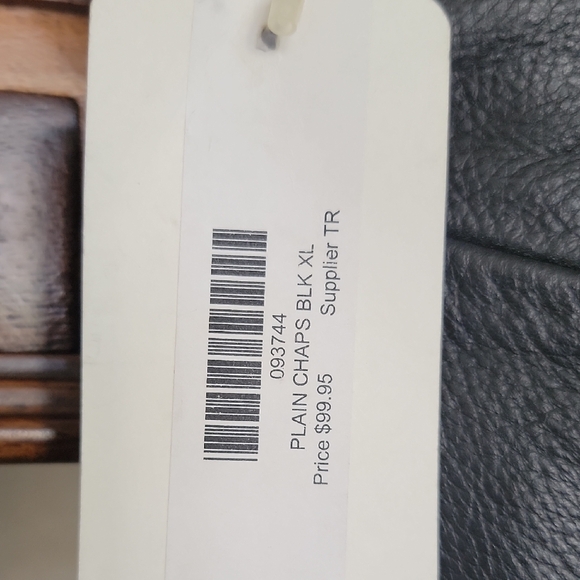 093744
PLAIN CHAPS BLK XL
Price $99.95 Supplier TR